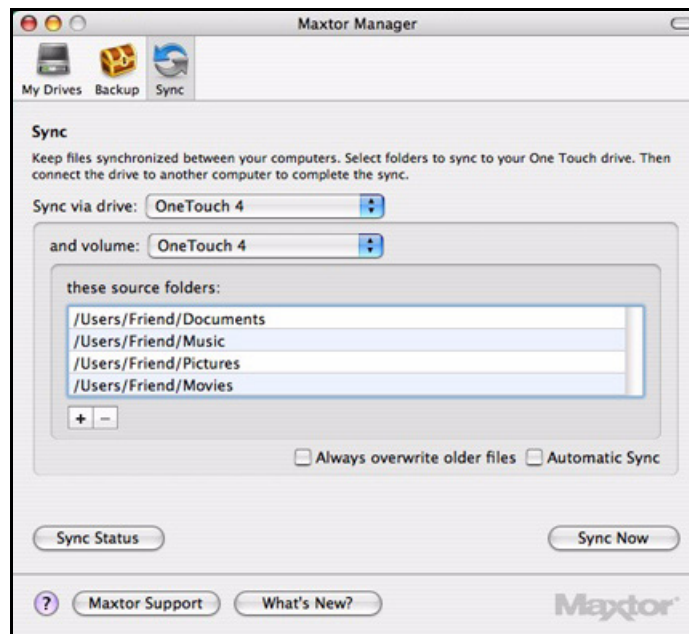 Maxtor Manager
My Drives Backup Sync
Sync
Keep files synchronized between your computers. Select folders to sync to your One Touch drive. Then
connect the drive to another computer to complete the sync.
Sync via drive: OneTouch 4
and volume: OneTouch 4
these source folders:
/Users/Friend/Documents
/Users/Friend/Music
/Users/Friend/Pictures
/Users/Friend/Movies
+ −
Always overwrite older files Automatic Sync
Sync Status Sync Now
? Maxtor Support What's New? Maxtor